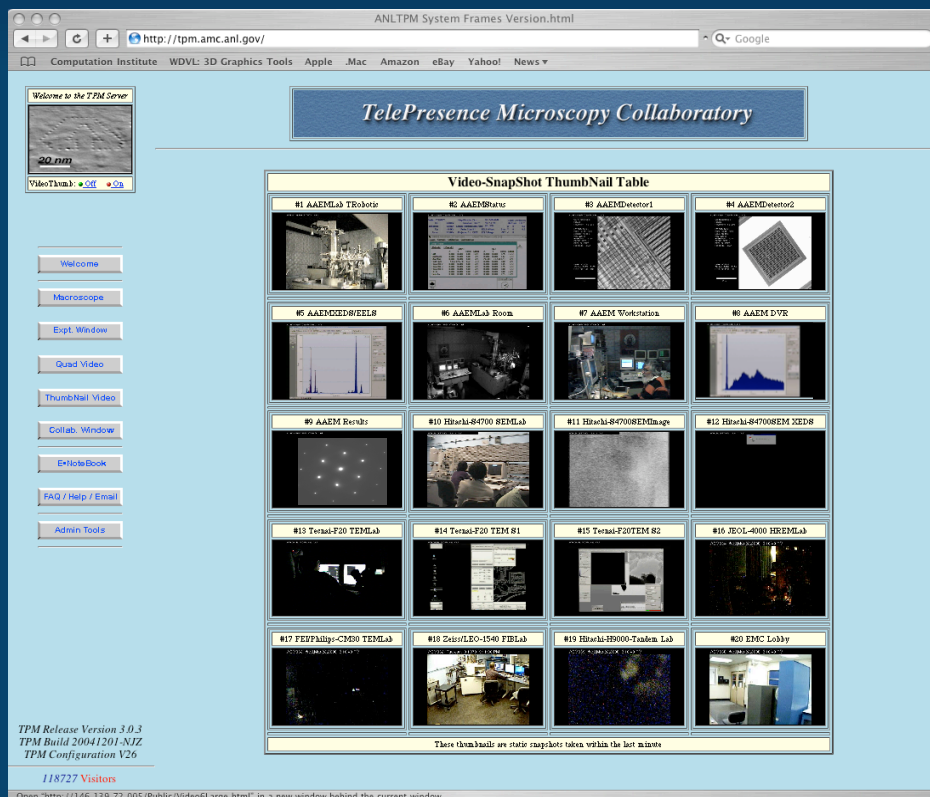 ANLTPM System Frames Version.html
http://tpm.amc.anl.gov/
Google
Computation Institute WDVL: 3D Graphics Tools Apple .Mac Amazon eBay Yahoo! News
Welcome to the TPM Server
20 nm
VideoThumb: Off On
TelePresence Microscopy Collaboratory
Welcome
Macroscope
Expt. Window
Quad Video
ThumbNail Video
Collab. Window
E•NoteBook
FAQ / Help / Email
Admin Tools
Video-SnapShot ThumbNail Table
#1 AAEMLab TRobotic
#2 AAEMStatus
#3 AAEMDetector1
#4 AAEMDetector2
#5 AAEMXEDS/EELS
#6 AAEMLab Room
#7 AAEM Workstation
#8 AAEM DVR
#9 AAEM Results
#10 Hitachi-S4700 SEMLab
#11 Hitachi-S4700SEMImage
#12 Hitachi-S4700SEM XEDS
#13 Tecnai-F20 TEMLab
#14 Tecnai-F20 TEM S1
#15 Tecnai-F20TEM S2
#16 JEOL-4000 HREMLab
#17 FEI/Philips-CM30 TEMLab
#18 Zeiss/LEO-1540 FIBLab
#19 Hitachi-H9000-Tandem Lab
#20 EMC Lobby
These thumbnails are static snapshots taken within the last minute
TPM Release Version 3.0.3
TPM Build 20041201-NJZ
TPM Configuration V26
118727 Visitors